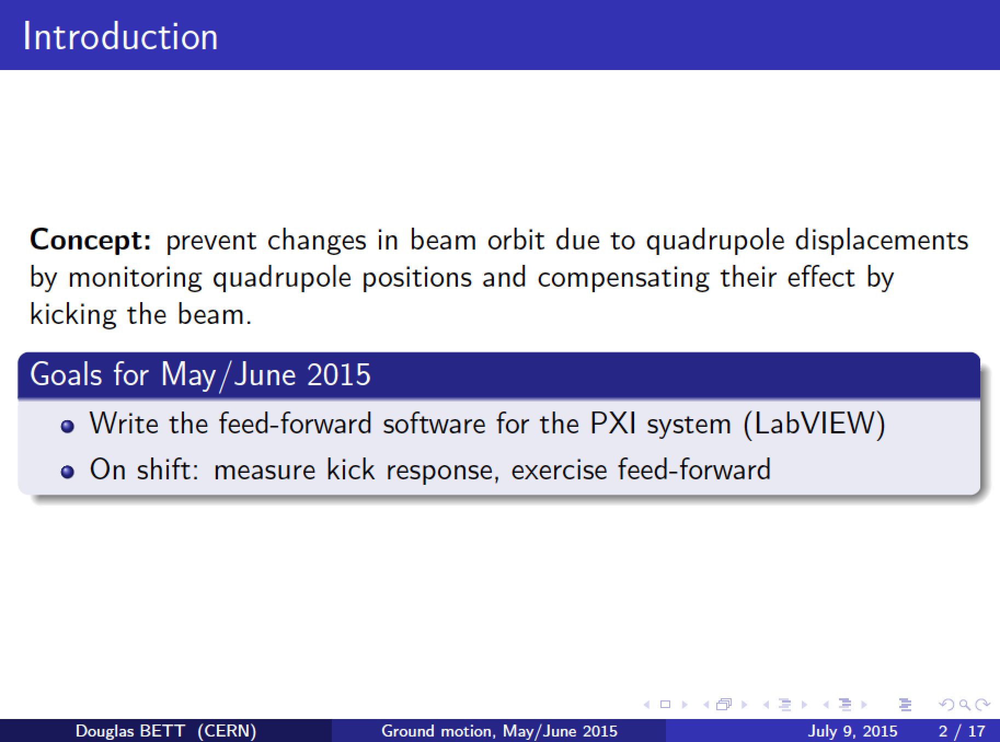 Introduction
Concept: prevent changes in beam orbit due to quadrupole displacements
by monitoring quadrupole positions and compensating their effect by
kicking the beam.
Goals for May/June 2015
Write the feed-forward software for the PXI system (LabVIEW)
On shift: measure kick response, exercise feed-forward
Douglas BETT (CERN)
Ground motion, May/June 2015
July 9, 2015
2 / 17